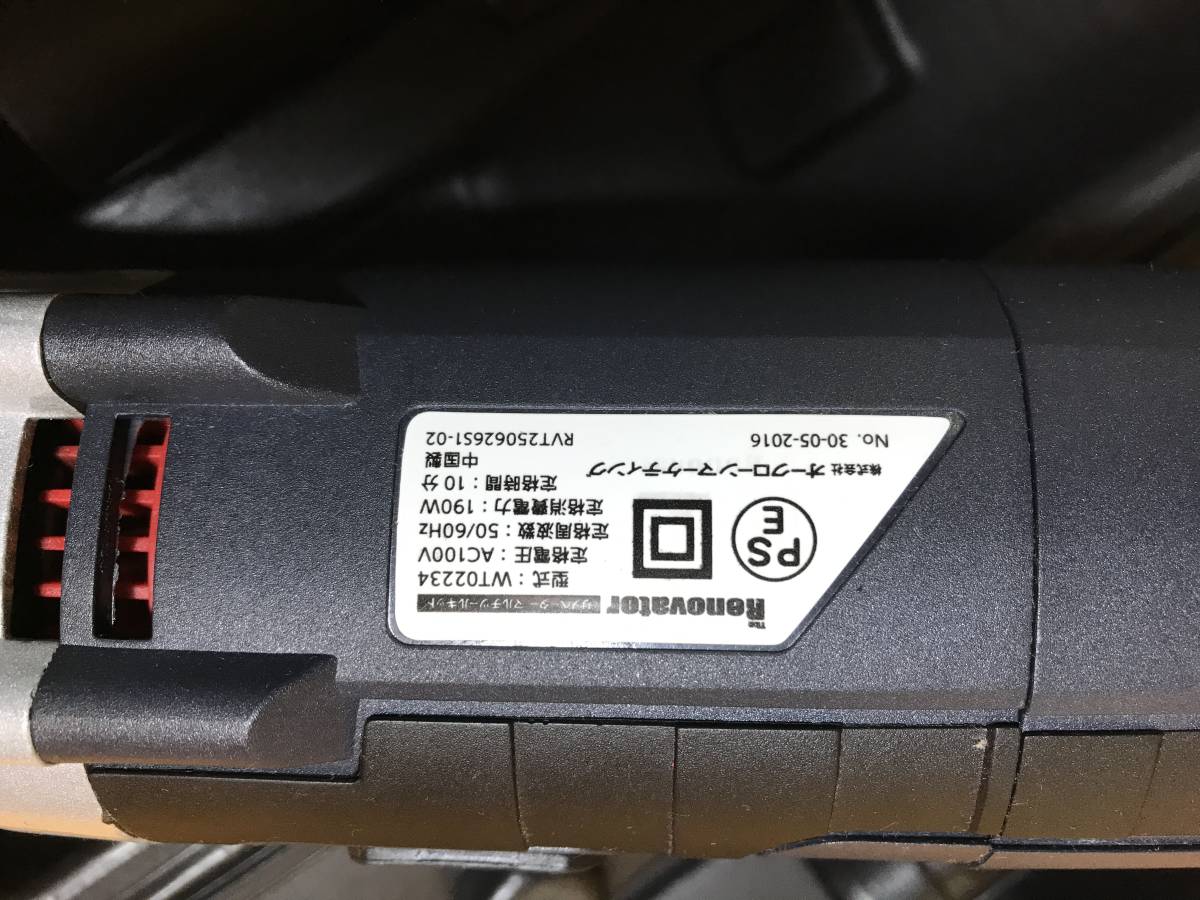 The Renovator リノベーター マルチツールキット
型式：WT02234
定格電圧：AC100V
定格周波数：50/60Hz
定格消費電力：190W
定格時間：10分
中国製
PS
E
株式会社 オークローンマーケティング
No. 30-05-2016
RVT250626S1-02